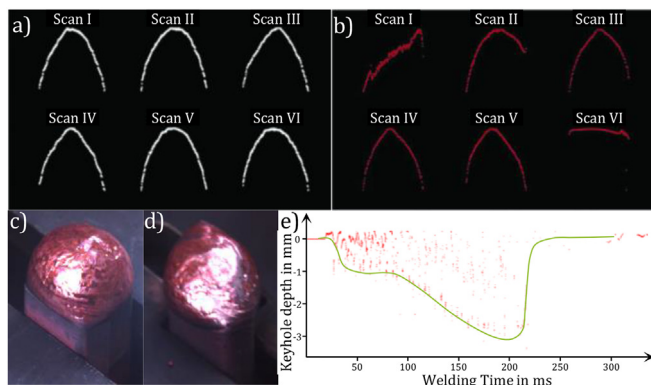 a)
Scan I Scan II Scan III
Scan IV Scan V Scan VI
b)
Scan I Scan II Scan III
Scan IV Scan V Scan VI
c)
d)
e)
Keyhole depth in mm
0
-1
-2
-3
50 100 150 200 250 300
Welding Time in ms